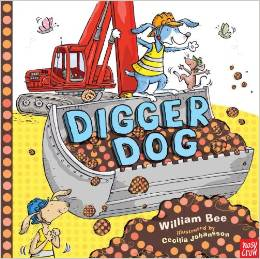 DIGGER
DOG
William Bee
Illustrated by
Cecilia Johansson
nosy
crow